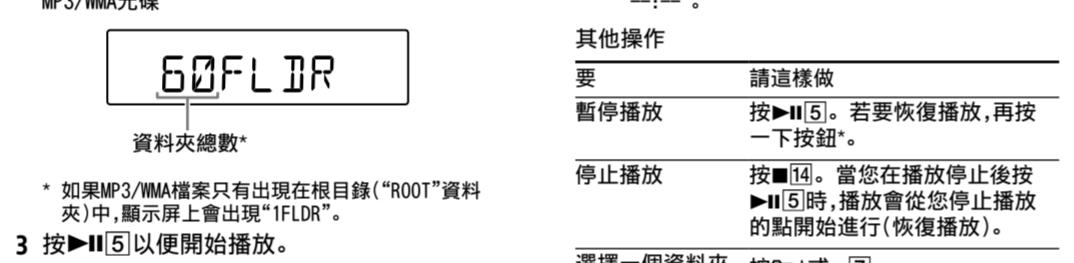 MP3/WMA光碟
60FLDR
資料夾總數*
* 如果MP3/WMA檔案只有出現在根目錄(“ROOT”資料
夾)中,顯示屏上會出現“1FLDR”。
3 按▶II5以便開始播放。
--:--”。
其他操作
要 請這樣做
暫停播放 按▶II5。若要恢復播放,再按
一下按鈕*。
停止播放 按■14。當您在播放停止後按
▶II5時,播放會從您停止播放
的點開始進行(恢復播放)。
選擇一個資料夾